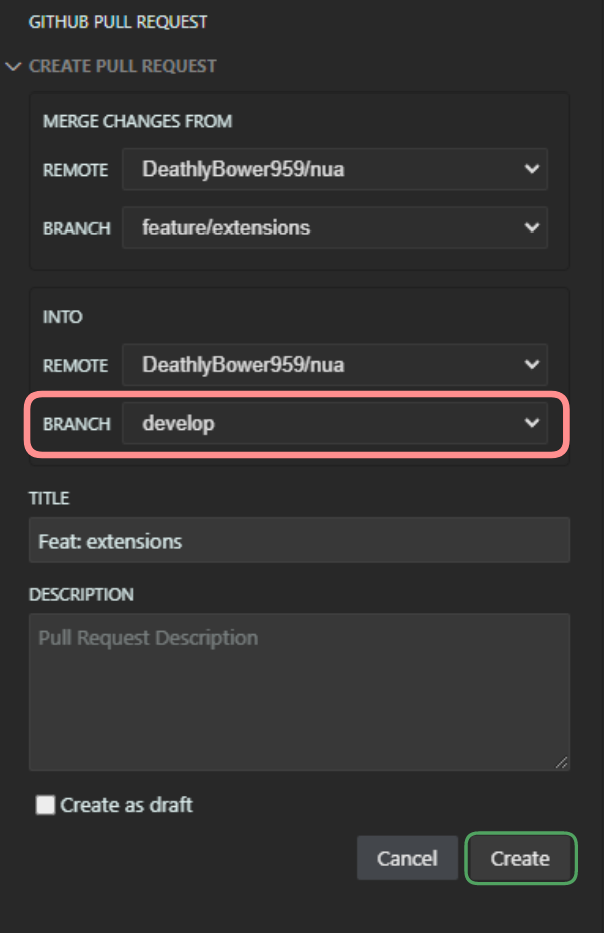 GITHUB PULL REQUEST
CREATE PULL REQUEST
MERGE CHANGES FROM
REMOTE DeathlyBower959/nua
BRANCH feature/extensions
INTO
REMOTE DeathlyBower959/nua
BRANCH develop
TITLE
Feat: extensions
DESCRIPTION
Pull Request Description
Create as draft
Cancel Create